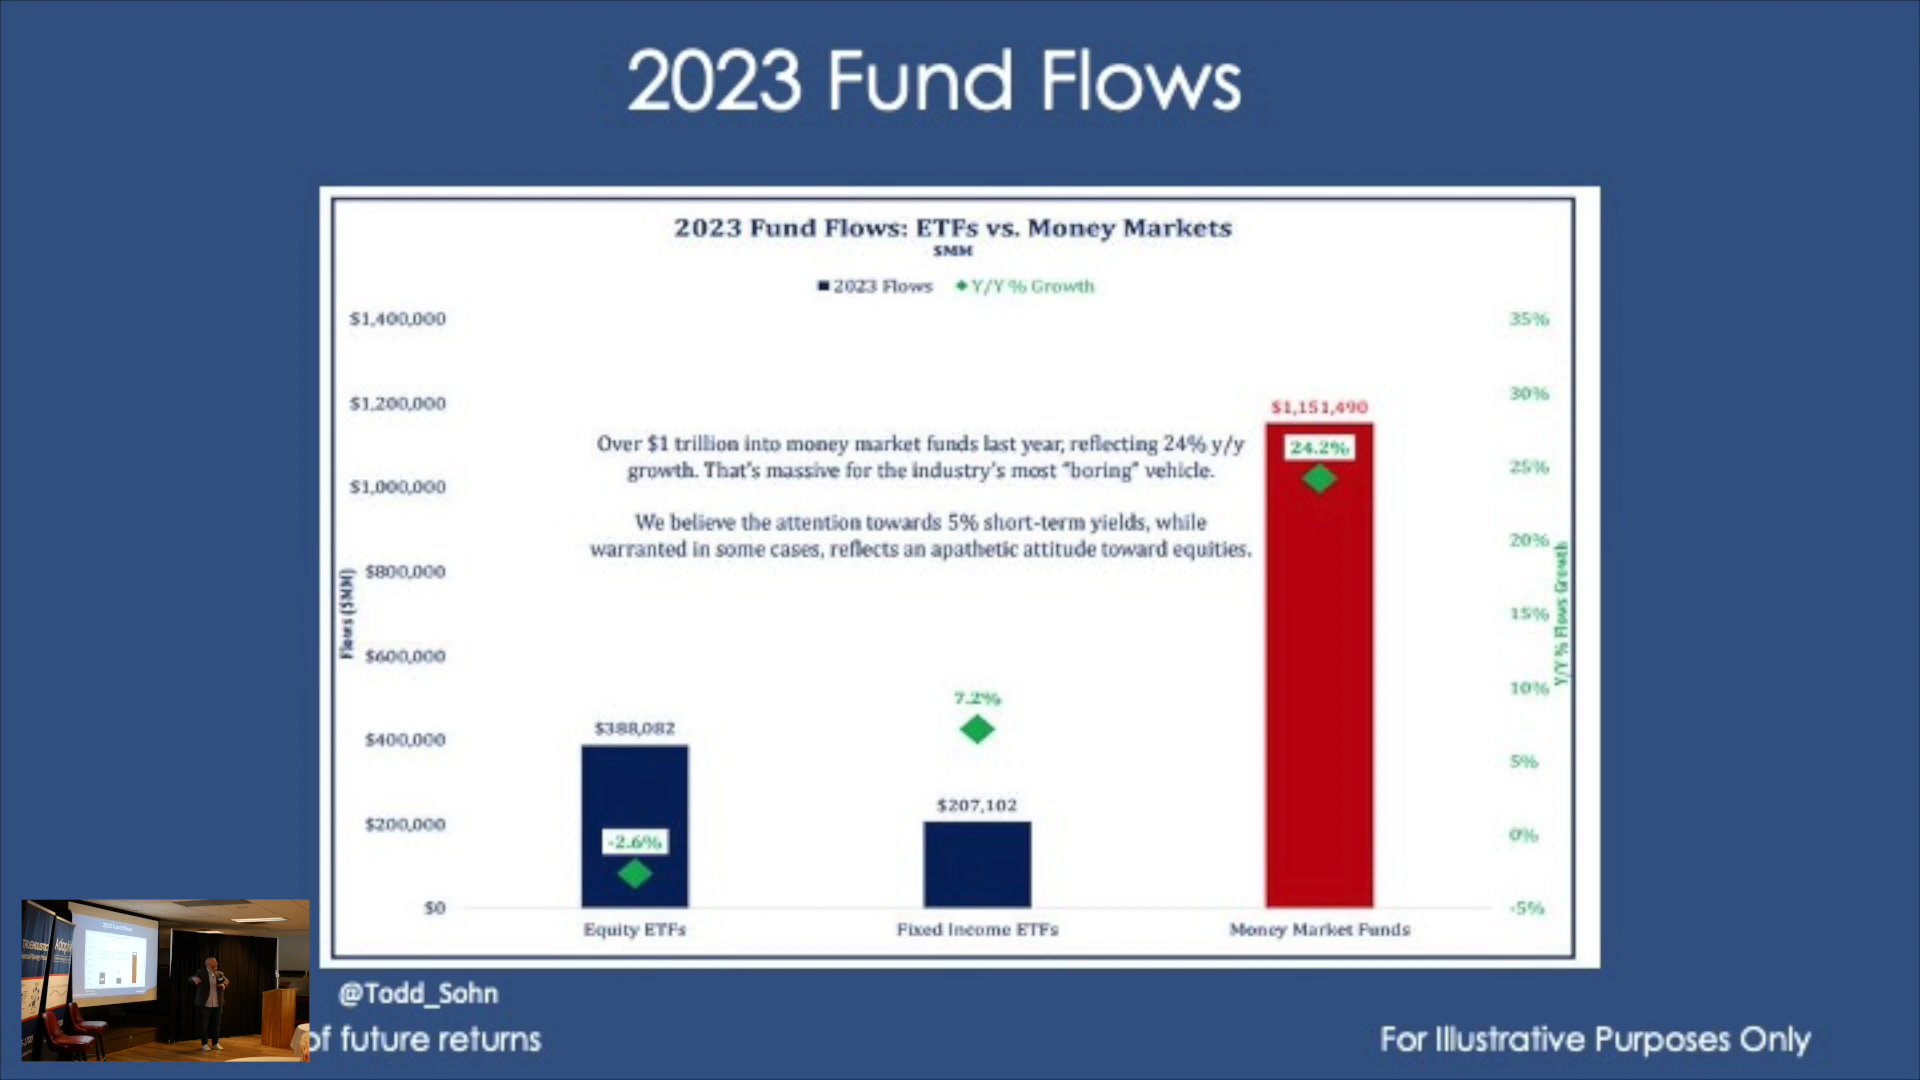 2023 Fund Flows
2023 Fund Flows: ETFs vs. Money Markets
$MM
2023 Flows
Y/Y % Growth
$1,400,000
$1,200,000
$1,000,000
$800,000
$600,000
$400,000
$200,000
$0
Flows ($MM)
35%
30%
25%
20%
15%
10%
5%
0%
-5%
Y/Y % Flows Growth
Over $1 trillion into money market funds last year, reflecting 24% y/y
growth. That's massive for the industry's most "boring" vehicle.
We believe the attention towards 5% short-term yields, while
warranted in some cases, reflects an apathetic attitude toward equities.
$1,151,490
24.2%
7.2%
$388,082
$207,102
-2.6%
Equity ETFs
Fixed Income ETFs
Money Market Funds
@Todd_Sohn
of future returns
For Illustrative Purposes Only
2023 Fund Flows